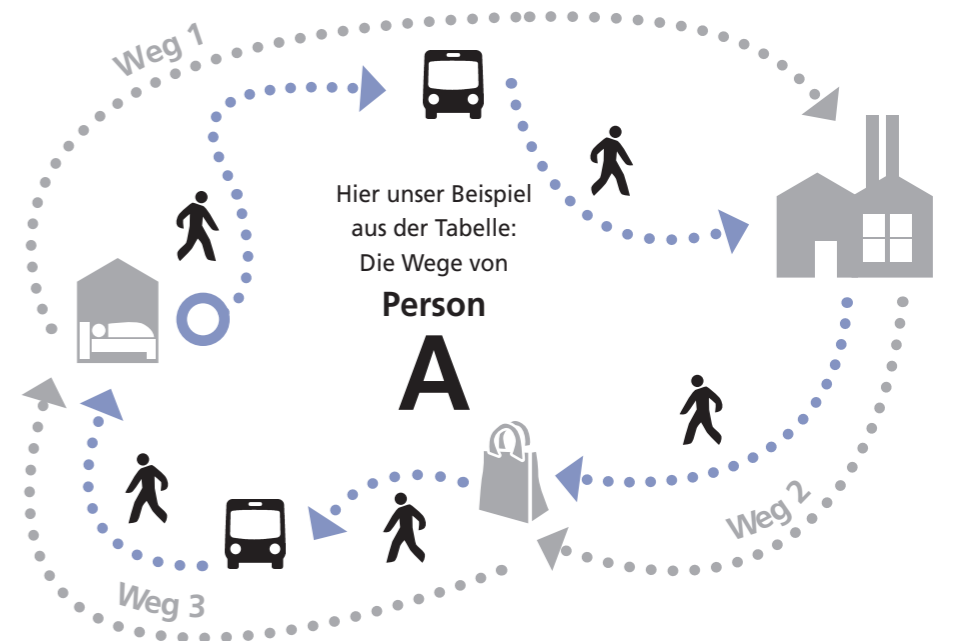 Weg 1
Hier unser Beispiel
aus der Tabelle:
Die Wege von
Person
A
Weg 2
Weg 3